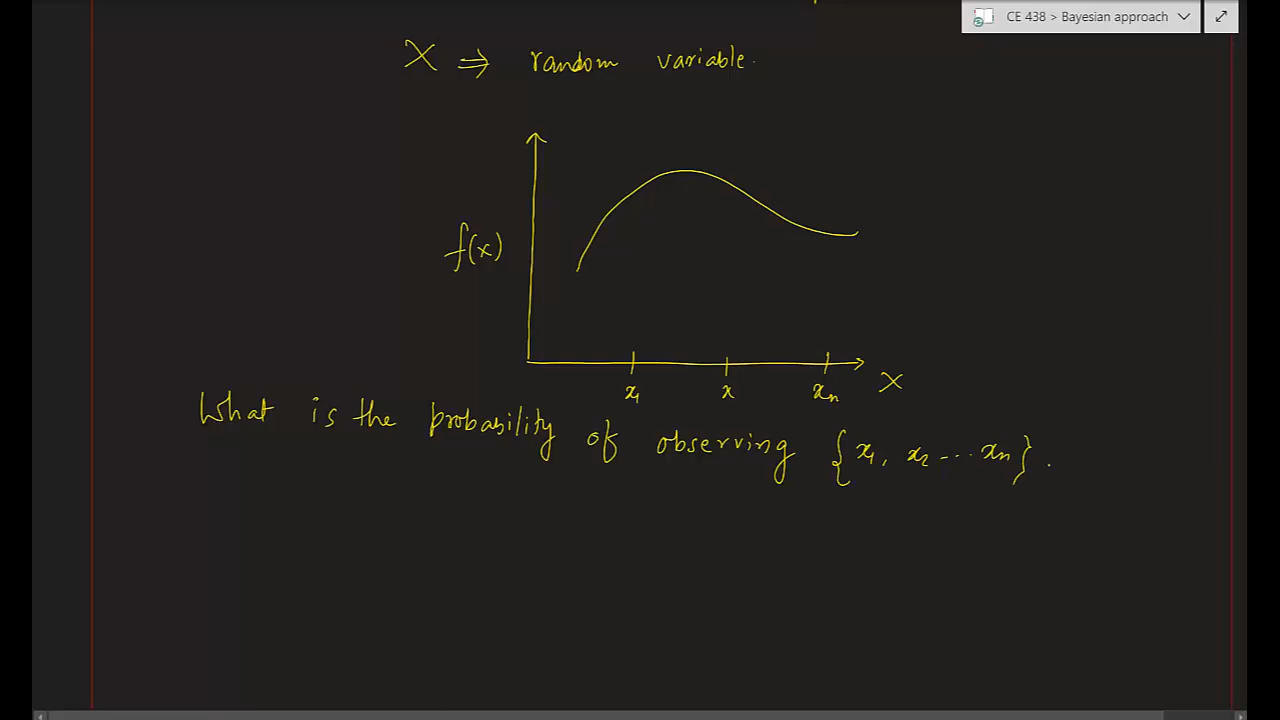 CE 438 > Bayesian approach
X ⇒ random variable.
f(x)
x₁ x xₙ
X
What is the probability of observing {x₁, x₂ --- xₙ}.